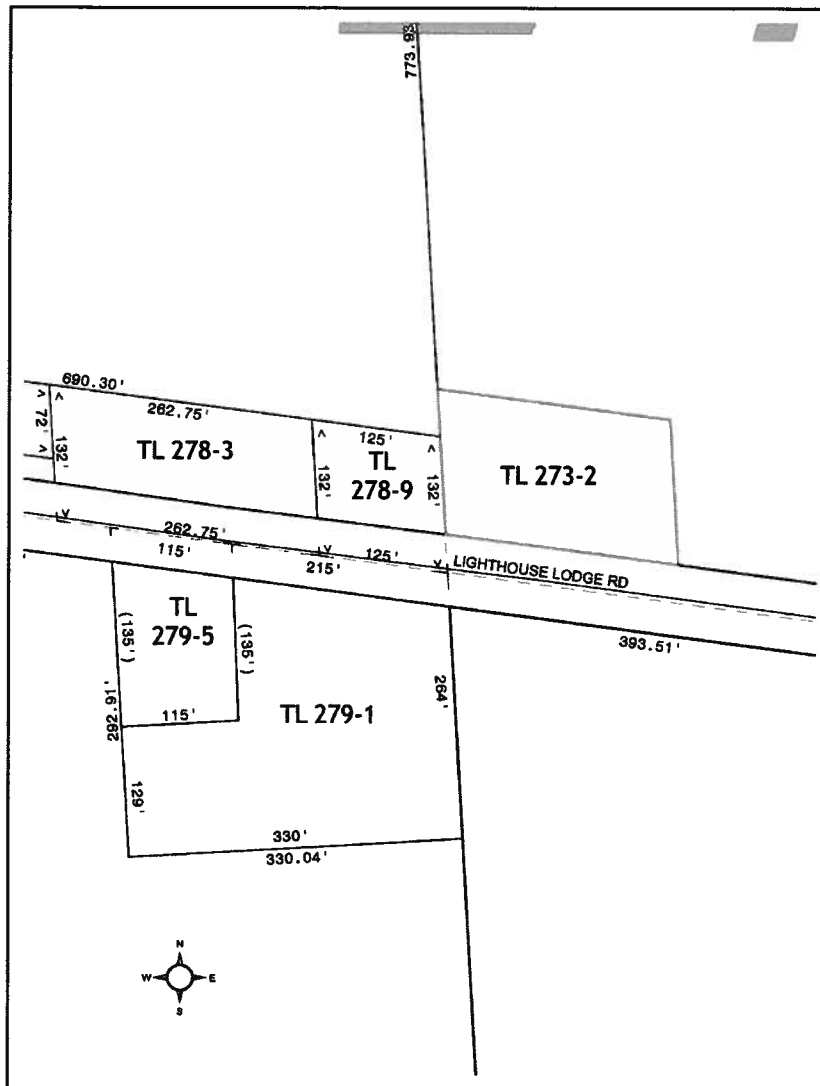 773.93
690.30'
262.75'
72'
132'
TL 278-3
132'
125'
TL
278-9
132'
TL 273-2
262.75'
115'
125'
215'
LIGHTHOUSE LODGE RD
393.51'
TL
279-5
(135')
(135')
292.91'
115'
TL 279-1
264'
129'
330'
330.04'
N
W
E
S